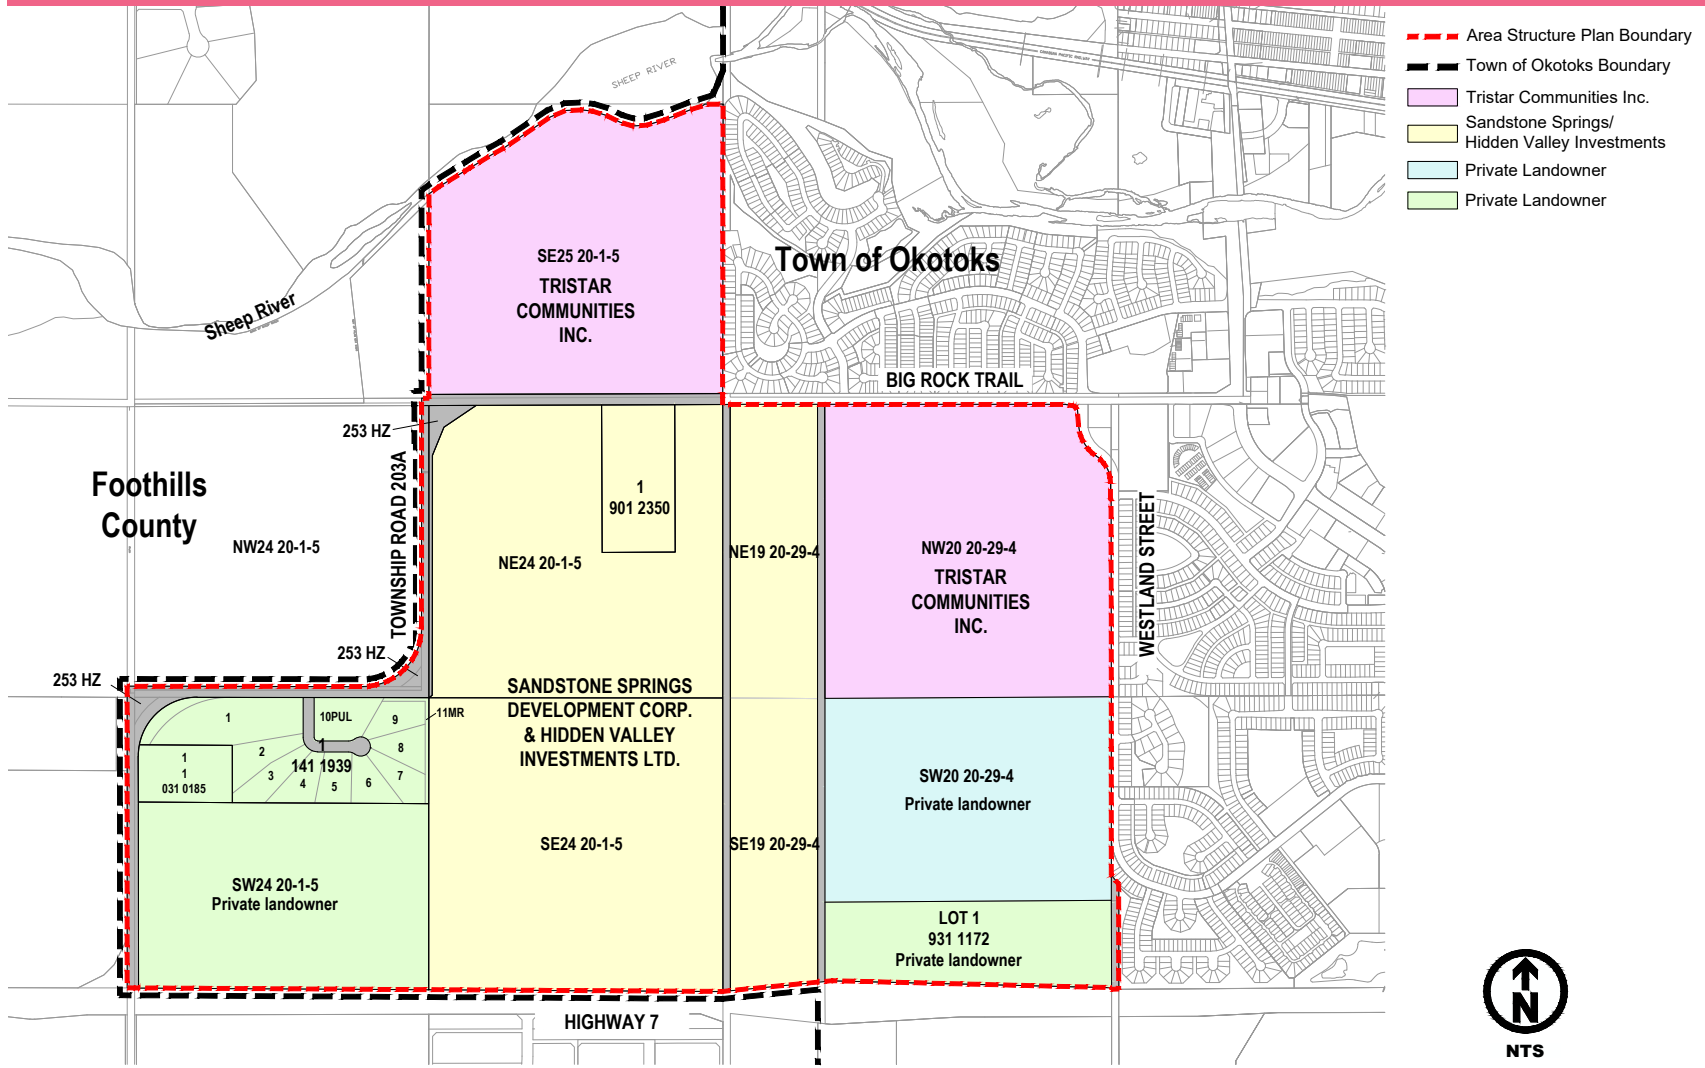 Area Structure Plan Boundary
Town of Okotoks Boundary
Tristar Communities Inc.
Sandstone Springs/
Hidden Valley Investments
Private Landowner
Private Landowner
SHEEP RIVER
CANADIAN PACIFIC RAILWAY
SE25 20-1-5
TRISTAR
COMMUNITIES
INC.
Town of Okotoks
Sheep River
BIG ROCK TRAIL
253 HZ
TOWNSHIP ROAD 203A
Foothills
County
NW24 20-1-5
1
901 2350
NE24 20-1-5
NE19 20-29-4
NW20 20-29-4
TRISTAR
COMMUNITIES
INC.
WESTLAND STREET
253 HZ
253 HZ
SANDSTONE SPRINGS
DEVELOPMENT CORP.
& HIDDEN VALLEY
INVESTMENTS LTD.
1
10PUL
9
11MR
2
1
8
141 1939
3
4
5
6
7
1
1
031 0185
SW20 20-29-4
Private landowner
SE24 20-1-5
SE19 20-29-4
SW24 20-1-5
Private landowner
LOT 1
931 1172
Private landowner
HIGHWAY 7
N
NTS